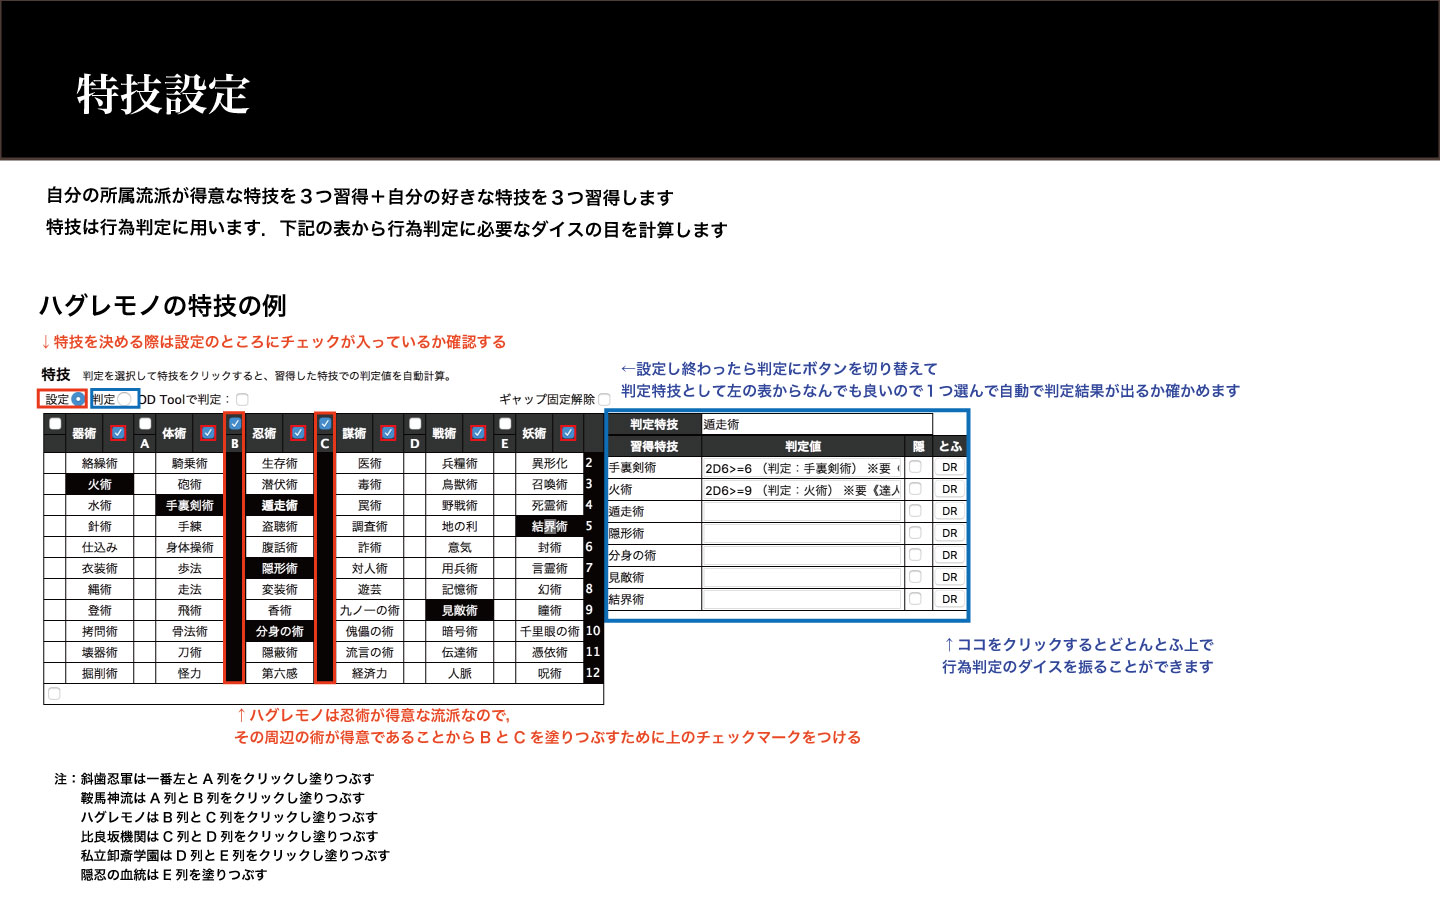 特技設定
自分の所属流派が得意な特技を３つ習得＋自分の好きな特技を３つ習得します
特技は行為判定に用います．下記の表から行為判定に必要なダイスの目を計算します
ハグレモノの特技の例
↓特技を決める際は設定のところにチェックが入っているか確認する
特技 判定を選択して特技をクリックすると、習得した特技での判定値を自動計算。
設定 判定 OD Toolで判定： ギャップ固定解除
←設定し終わったら判定にボタンを切り替えて
判定特技として左の表からなんでも良いので１つ選んで自動で判定結果が出るか確かめます
器術 A 体術 B 忍術 C 謀術 D 戦術 E 妖術
絡繰術 騎乗術 生存術 医術 兵糧術 異形化 2
火術 砲術 潜伏術 毒術 鳥獣術 召喚術 3
水術 手裏剣術 遁走術 罠術 野戦術 死霊術 4
針術 手練 盗聴術 調査術 地の利 結界術 5
仕込み 身体操術 腹話術 詐術 意気 封術 6
衣装術 歩法 隠形術 対人術 用兵術 言霊術 7
縄術 走法 変装術 遊芸 記憶術 幻術 8
登術 飛術 香術 九ノ一の術 見敵術 瞳術 9
拷問術 骨法術 分身の術 傀儡の術 暗号術 千里眼の術 10
壊器術 刀術 隠蔽術 流言の術 伝達術 憑依術 11
掘削術 怪力 第六感 経済力 人脈 呪術 12
判定特技 遁走術
習得特技 判定値 隠 とふ
手裏剣術 2D6>=6 （判定：手裏剣術） ※要 DR
火術 2D6>=9 （判定：火術） ※要《達人 DR
遁走術 DR
隠形術 DR
分身の術 DR
見敵術 DR
結界術 DR
↑ココをクリックするとどとんとふ上で
行為判定のダイスを振ることができます
↑ハグレモノは忍術が得意な流派なので，
その周辺の術が得意であることから B と C を塗りつぶすために上のチェックマークをつける
注：斜歯忍軍は一番左と A 列をクリックし塗りつぶす
鞍馬神流は A 列と B 列をクリックし塗りつぶす
ハグレモノは B 列と C 列をクリックし塗りつぶす
比良坂機関は C 列と D 列をクリックし塗りつぶす
私立御斎学園は D 列と E 列をクリックし塗りつぶす
隠忍の血統は E 列を塗りつぶす